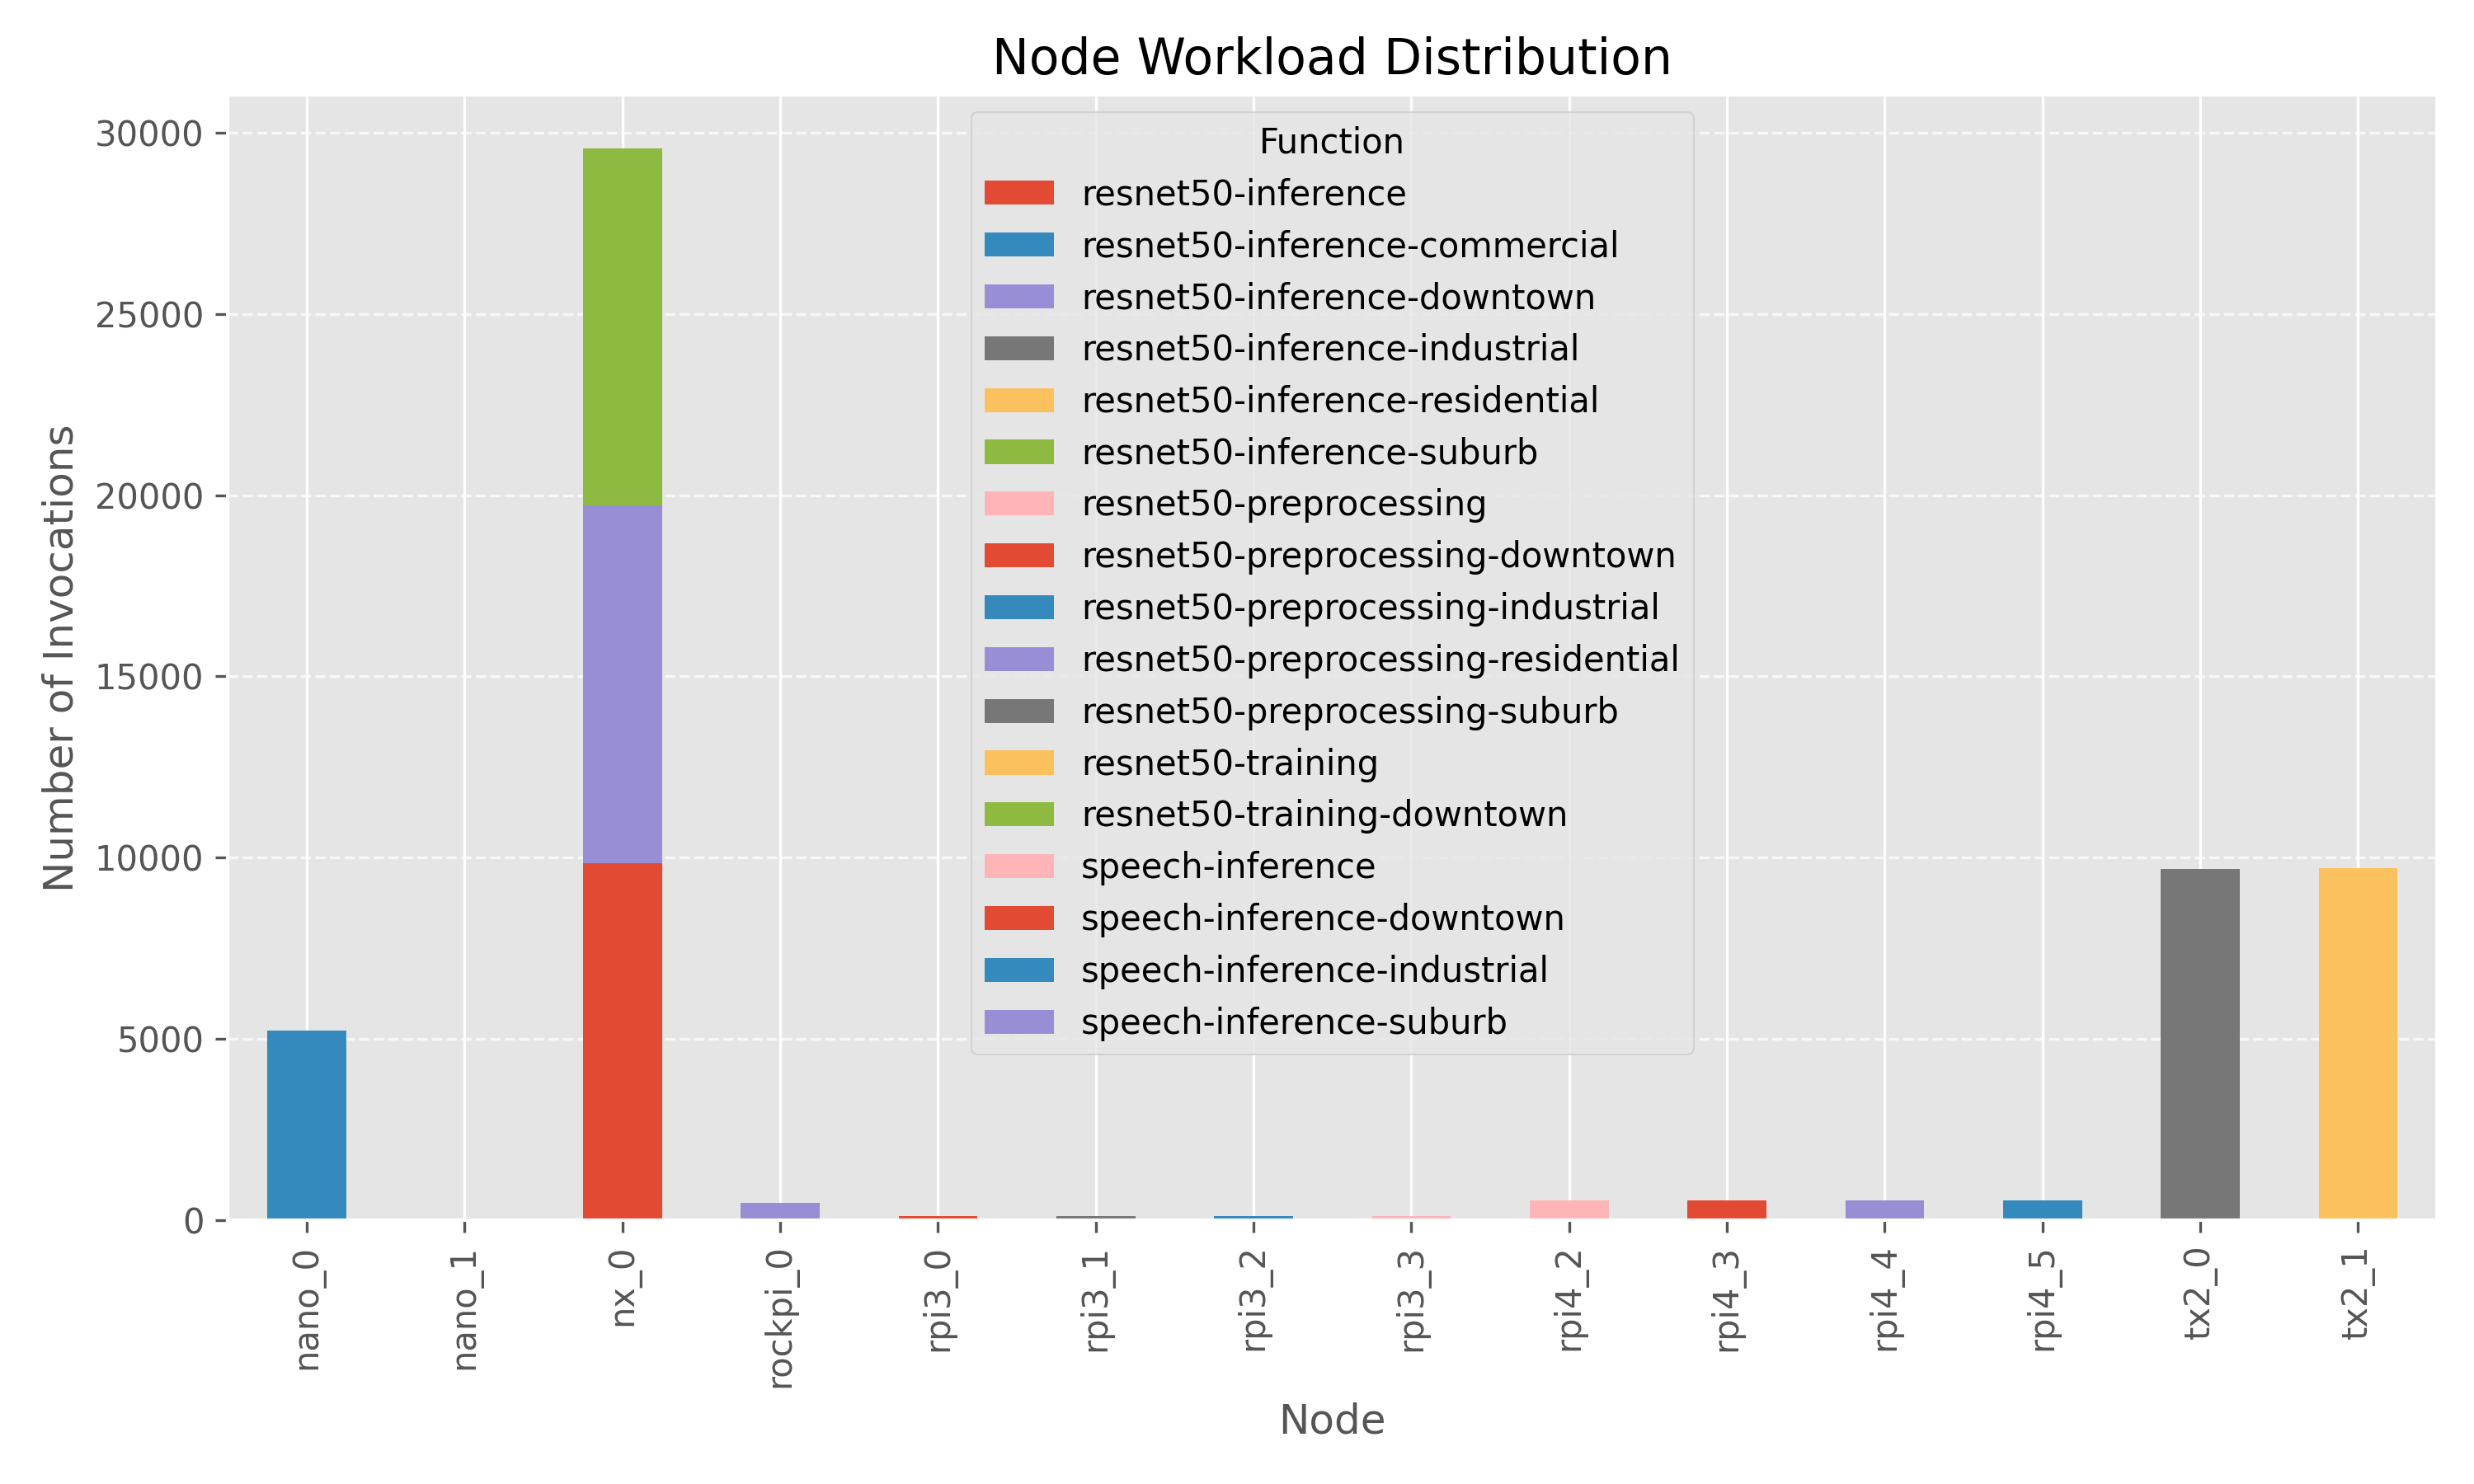 Node Workload Distribution
Number of Invocations
30000
25000
20000
15000
10000
5000
0
Function
resnet50-inference
resnet50-inference-commercial
resnet50-inference-downtown
resnet50-inference-industrial
resnet50-inference-residential
resnet50-inference-suburb
resnet50-preprocessing
resnet50-preprocessing-downtown
resnet50-preprocessing-industrial
resnet50-preprocessing-residential
resnet50-preprocessing-suburb
resnet50-training
resnet50-training-downtown
speech-inference
speech-inference-downtown
speech-inference-industrial
speech-inference-suburb
nano_0
nano_1
nx_0
rockpi_0
rpi3_0
rpi3_1
rpi3_2
rpi3_3
rpi4_2
rpi4_3
rpi4_4
rpi4_5
tx2_0
tx2_1
Node